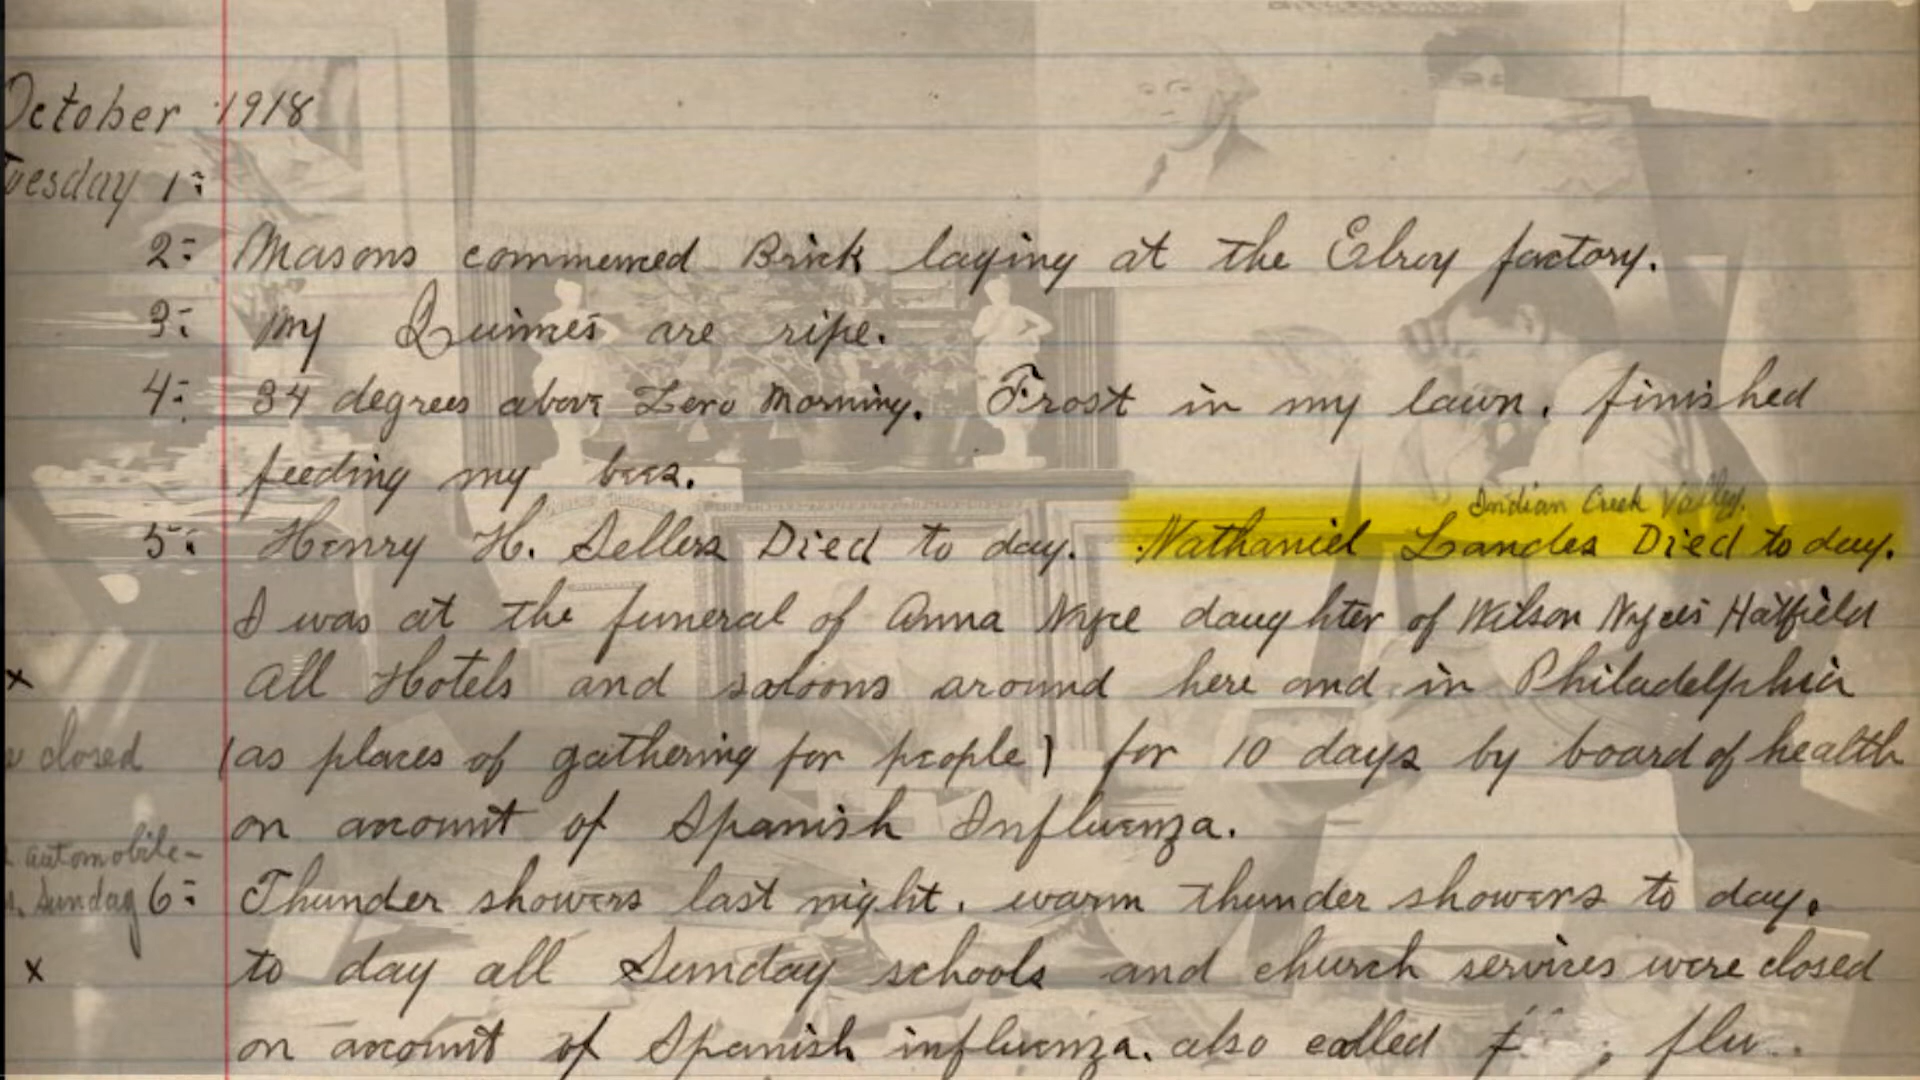 October 1918
Tuesday 1:
2: Masons commenced Brick laying at the Elroy factory.
3: My Quinces are ripe.
4: 34 degrees above Zero Morning. Frost in my lawn. finished
feeding my bees.
Indian Creek Valley.
5: Henry H. Sellers Died to day. Nathaniel Landes Died to day.
I was at the funeral of Anna Nyce daughter of Wilson Nyces Hatfield
x All Hotels and saloons around here and in Philadelphia
closed (as places of gathering for people) for 10 days by board of health
on account of Spanish Influenza.
automobile-
Sunday 6: Thunder showers last night. warm thunder showers to day.
x to day all Sunday schools and church services were closed
on account of Spanish influenza. also called flu.